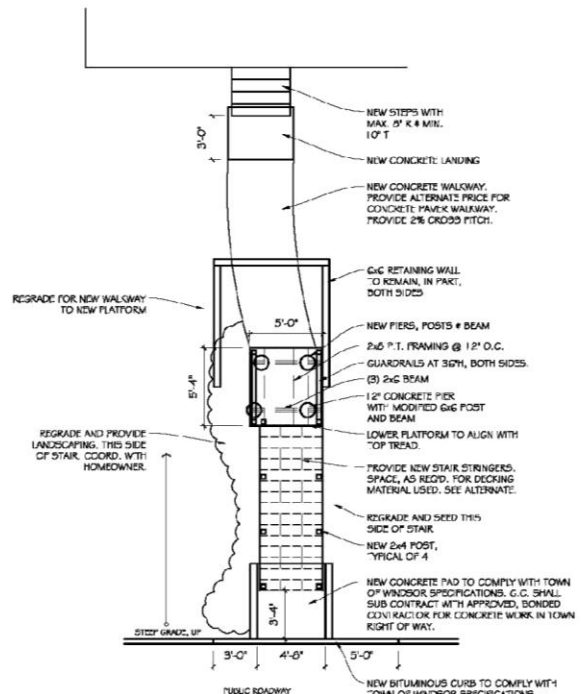 NEW STEPS WITH
MAX. 8" R & MIN.
10" T
3'-0"
NEW CONCRETE LANDING
NEW CONCRETE WALKWAY.
PROVIDE ALTERNATE PRICE FOR
CONCRETE PAVER WALKWAY.
PROVIDE 2% CROSS PITCH.
6x6 RETAINING WALL
TO REMAIN, IN PART,
BOTH SIDES
REGRADE FOR NEW WALKWAY
TO NEW PLATFORM
5'-0"
NEW PIERS, POSTS & BEAM
2x8 P.T. FRAMING @ 12" O.C.
GUARDRAILS AT 36"H, BOTH SIDES.
5'-4"
(3) 2x6 BEAM
12" CONCRETE PIER
WITH MODIFIED 6x6 POST
AND BEAM
REGRADE AND PROVIDE
LANDSCAPING, THIS SIDE
OF STAIR. COORD. WITH
HOMEOWNER.
LOWER PLATFORM TO ALIGN WITH
TOP TREAD.
PROVIDE NEW STAIR STRINGERS.
SPACE, AS REQ'D. FOR DECKING
MATERIAL USED. SEE ALTERNATE.
REGRADE AND SEED THIS
SIDE OF STAIR
NEW 2x4 POST,
TYPICAL OF 4
NEW CONCRETE PAD TO COMPLY WITH TOWN
OF WINDSOR SPECIFICATIONS. G.C. SHALL
SUB CONTRACT WITH APPROVED, BONDED
CONTRACTOR FOR CONCRETE WORK IN TOWN
RIGHT OF WAY.
3'-4"
STEEP GRADE, UP
3'-0" 4'-8" 5'-0"
PUBLIC ROADWAY
NEW BITUMINOUS CURB TO COMPLY WITH
TOWN OF WINDSOR SPECIFICATIONS